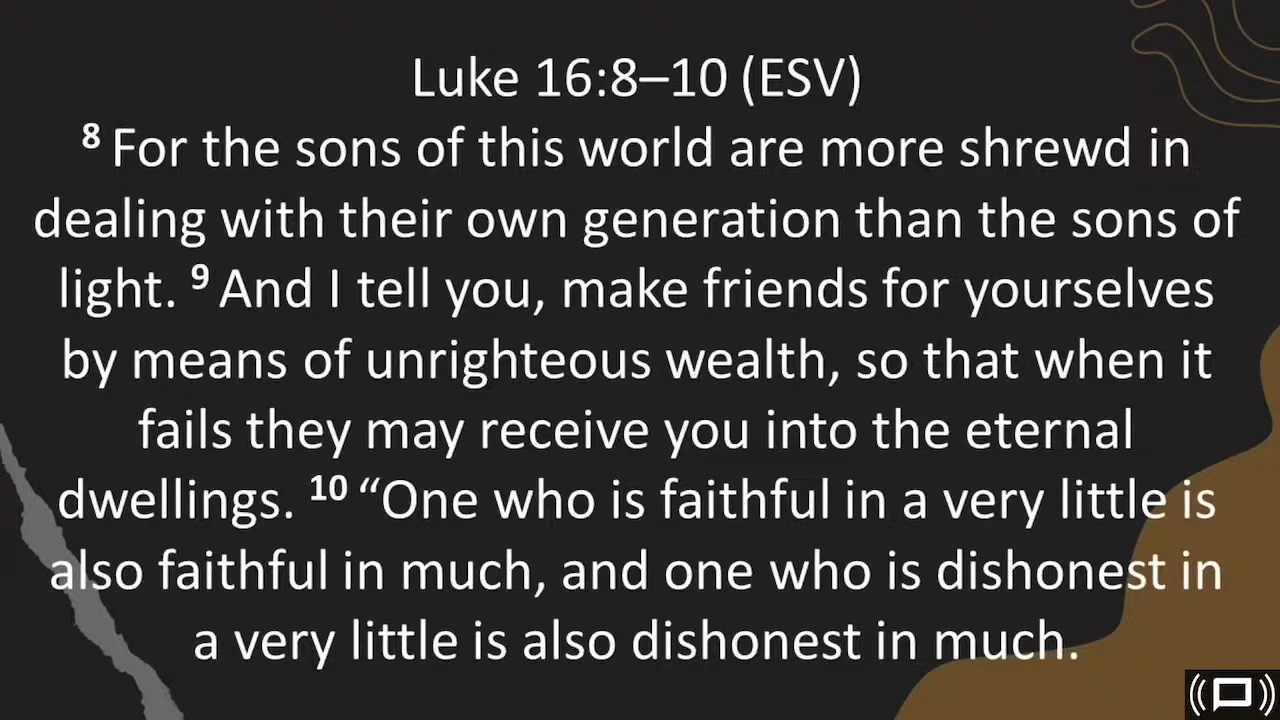 Luke 16:8–10 (ESV)
8 For the sons of this world are more shrewd in
dealing with their own generation than the sons of
light. 9 And I tell you, make friends for yourselves
by means of unrighteous wealth, so that when it
fails they may receive you into the eternal
dwellings. 10 “One who is faithful in a very little is
also faithful in much, and one who is dishonest in
a very little is also dishonest in much.